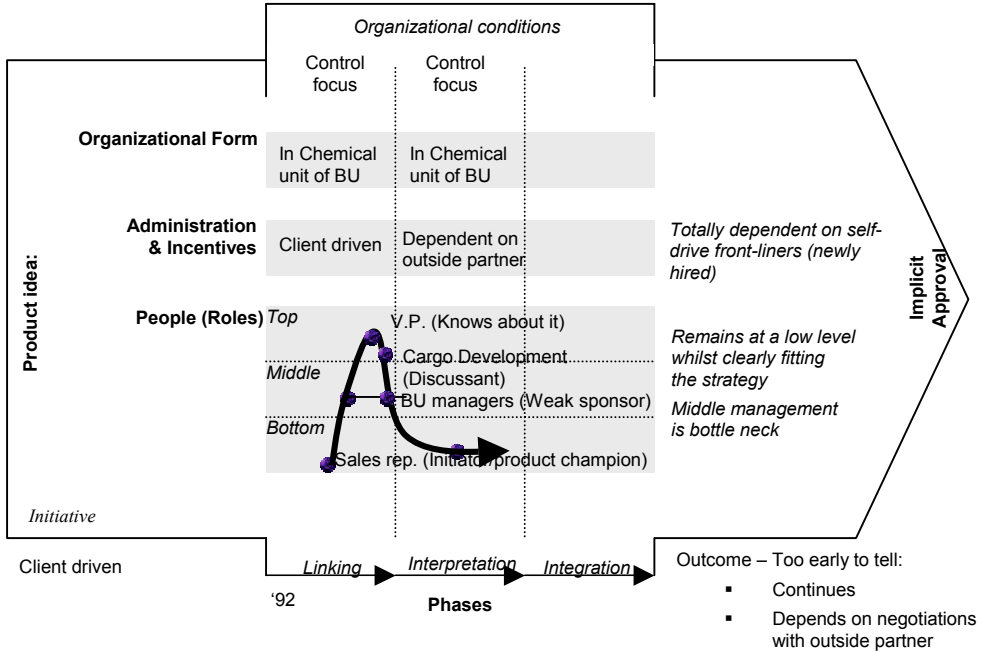 Organizational conditions
Control
focus
Control
focus
Organizational Form
In Chemical
unit of BU
In Chemical
unit of BU
Administration
& Incentives
Client driven
Dependent on
outside partner
Totally dependent on self-
drive front-liners (newly
hired)
Product idea:
Implicit
Approval
People (Roles)
Top
V.P. (Knows about it)
Cargo Development
(Discussant)
Middle
BU managers (Weak sponsor)
Bottom
Sales rep. (Initiator/product champion)
Remains at a low level
whilst clearly fitting
the strategy
Middle management
is bottle neck
Initiative
Client driven
Linking
Interpretation
Integration
‘92
Phases
Outcome – Too early to tell:
▪ Continues
▪ Depends on negotiations
with outside partner